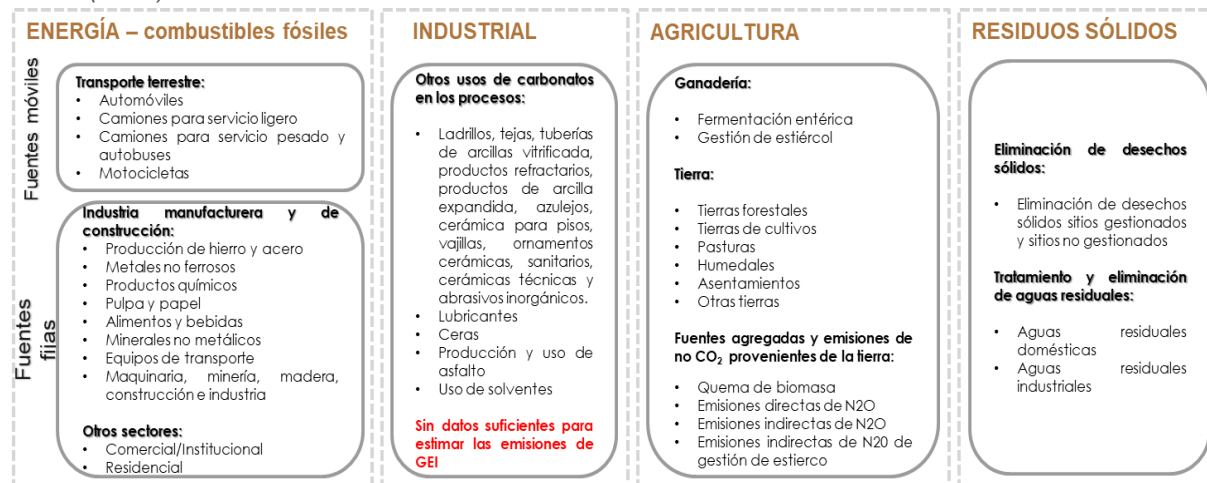 ENERGÍA – combustibles fósiles
Fuentes móviles
Transporte terrestre:
• Automóviles
• Camiones para servicio ligero
• Camiones para servicio pesado y
autobuses
• Motocicletas
Fuentes
fijas
Industria manufacturera y de
construcción:
• Producción de hierro y acero
• Metales no ferrosos
• Productos químicos
• Pulpa y papel
• Alimentos y bebidas
• Minerales no metálicos
• Equipos de transporte
• Maquinaria, minería, madera,
construcción e industria
Otros sectores:
• Comercial/Institucional
• Residencial
INDUSTRIAL
Otros usos de carbonatos
en los procesos:
• Ladrillos, tejas, tuberías
de arcillas vitrificada,
productos refractarios,
productos de arcilla
expandida, azulejos,
cerámica para pisos,
vajillas, ornamentos
cerámicas, sanitarios,
cerámicas técnicas y
abrasivos inorgánicos.
• Lubricantes
• Ceras
• Producción y uso de
asfalto
• Uso de solventes
Sin datos suficientes para
estimar las emisiones de
GEI
AGRICULTURA
Ganadería:
• Fermentación entérica
• Gestión de estiércol
Tierra:
• Tierras forestales
• Tierras de cultivos
• Pasturas
• Humedales
• Asentamientos
• Otras tierras
Fuentes agregadas y emisiones de
no CO₂ provenientes de la tierra:
• Quema de biomasa
• Emisiones directas de N2O
• Emisiones indirectas de N2O
• Emisiones indirectas de N20 de
gestión de estierco
RESIDUOS SÓLIDOS
Eliminación de desechos
sólidos:
• Eliminación de desechos
sólidos sitios gestionados
y sitios no gestionados
Tratamiento y eliminación
de aguas residuales:
• Aguas residuales
domésticas
• Aguas residuales
industriales